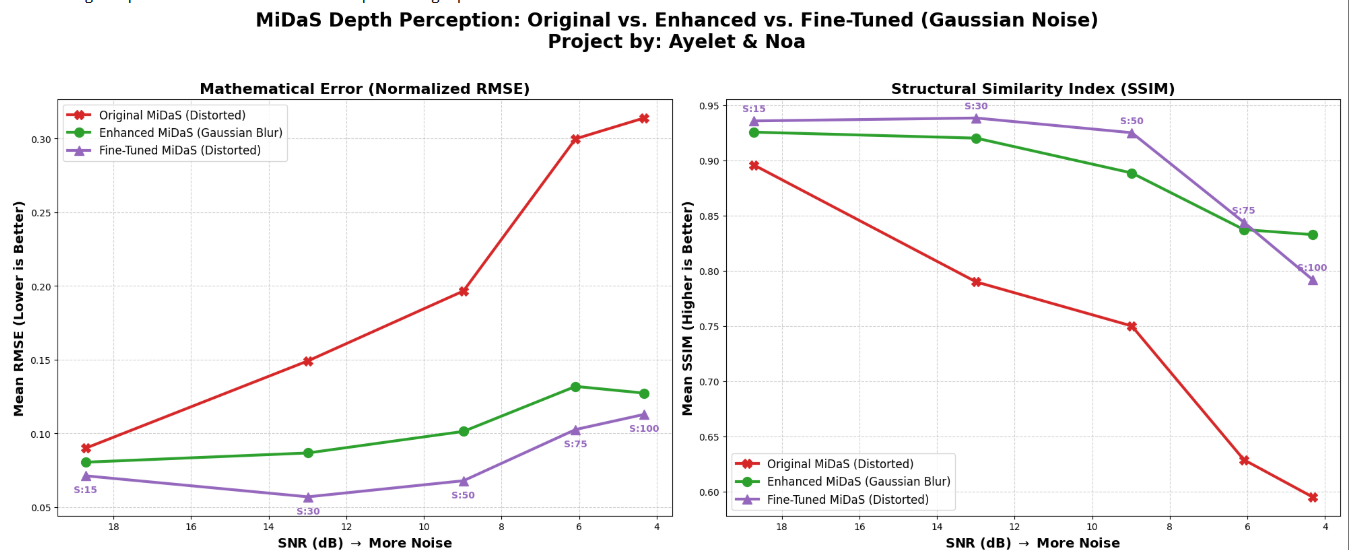 MiDaS Depth Perception: Original vs. Enhanced vs. Fine-Tuned (Gaussian Noise)
Project by: Ayelet & Noa
Mathematical Error (Normalized RMSE)
Original MiDaS (Distorted)
Enhanced MiDaS (Gaussian Blur)
Fine-Tuned MiDaS (Distorted)
Mean RMSE (Lower is Better)
0.30
0.25
0.20
0.15
0.10
0.05
S:15
S:30
S:50
S:75
S:100
18
16
14
12
10
8
6
4
SNR (dB) → More Noise
Structural Similarity Index (SSIM)
Mean SSIM (Higher is Better)
0.95
0.90
0.85
0.80
0.75
0.70
0.65
0.60
S:15
S:30
S:50
S:75
S:100
Original MiDaS (Distorted)
Enhanced MiDaS (Gaussian Blur)
Fine-Tuned MiDaS (Distorted)
18
16
14
12
10
8
6
4
SNR (dB) → More Noise